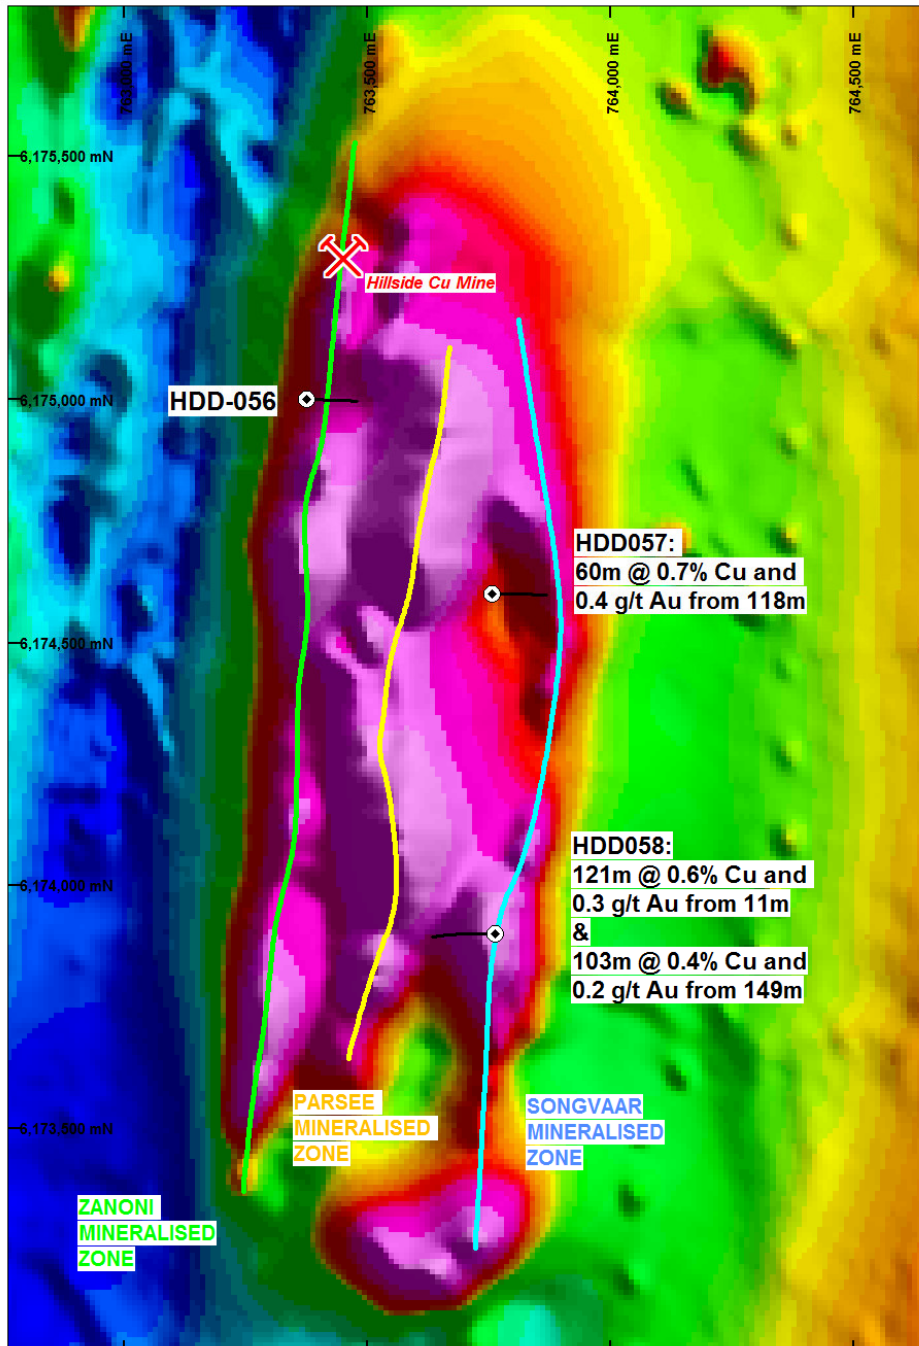 763,000 mE
763,500 mE
764,000 mE
764,500 mE
6,175,500 mN
Hillside Cu Mine
6,175,000 mN
HDD-056
HDD057:
60m @ 0.7% Cu and
0.4 g/t Au from 118m
6,174,500 mN
HDD058:
121m @ 0.6% Cu and
0.3 g/t Au from 11m
&
103m @ 0.4% Cu and
0.2 g/t Au from 149m
6,174,000 mN
PARSEE
MINERALISED
ZONE
SONGVAAR
MINERALISED
ZONE
6,173,500 mN
ZANONI
MINERALISED
ZONE